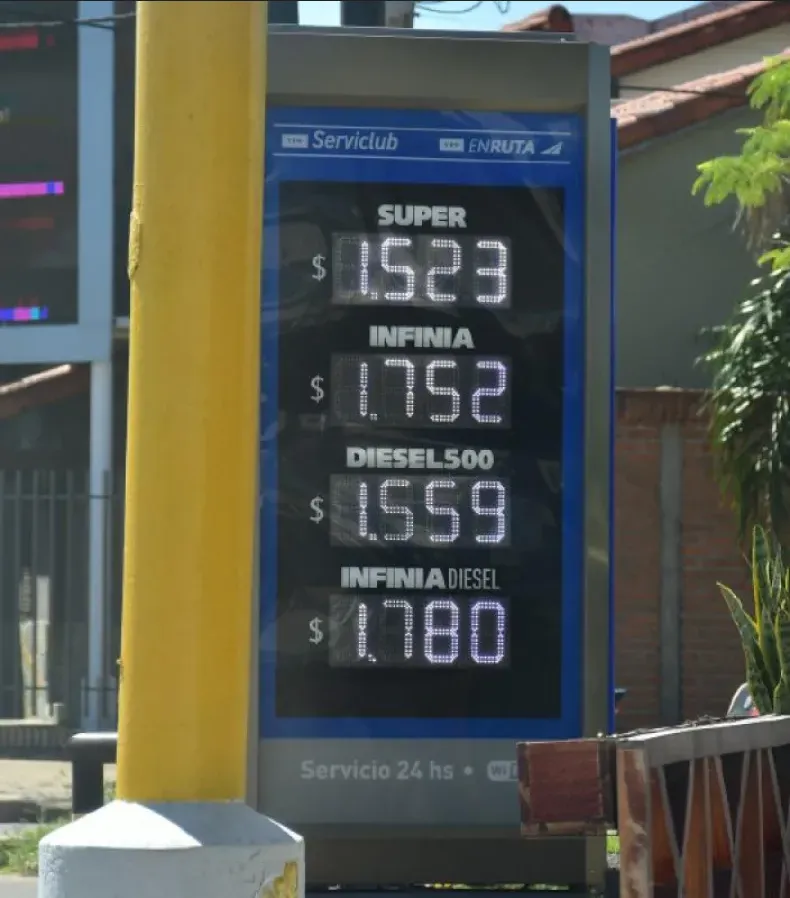 YPF Serviclub
YPF ENRUTA
SUPER
$ 1.523
INFINIA
$ 1.752
DIESEL500
$ 1.559
INFINIA DIESEL
$ 1.780
Servicio 24 hs •